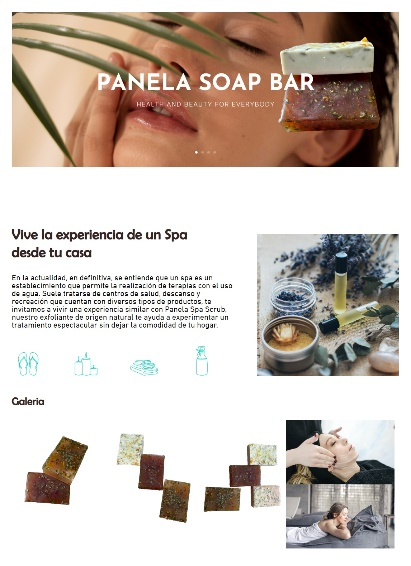 PANELA SOAP BAR
HEALTH AND BEAUTY FOR EVERYBODY
Vive la experiencia de un Spa
desde tu casa
En la actualidad, en definitiva, se entiende que un spa es un
establecimiento que permite la realización de terapias con el uso
de agua. Suele tratarse de centros de salud, descanso y
recreación que cuentan con diversos tipos de productos, te
invitamos a vivir una experiencia similar con Panela Spa Scrub,
nuestro exfoliante de origen natural te ayuda a experimentar un
tratamiento espectacular sin dejar la comodidad de tu hogar.
Galeria